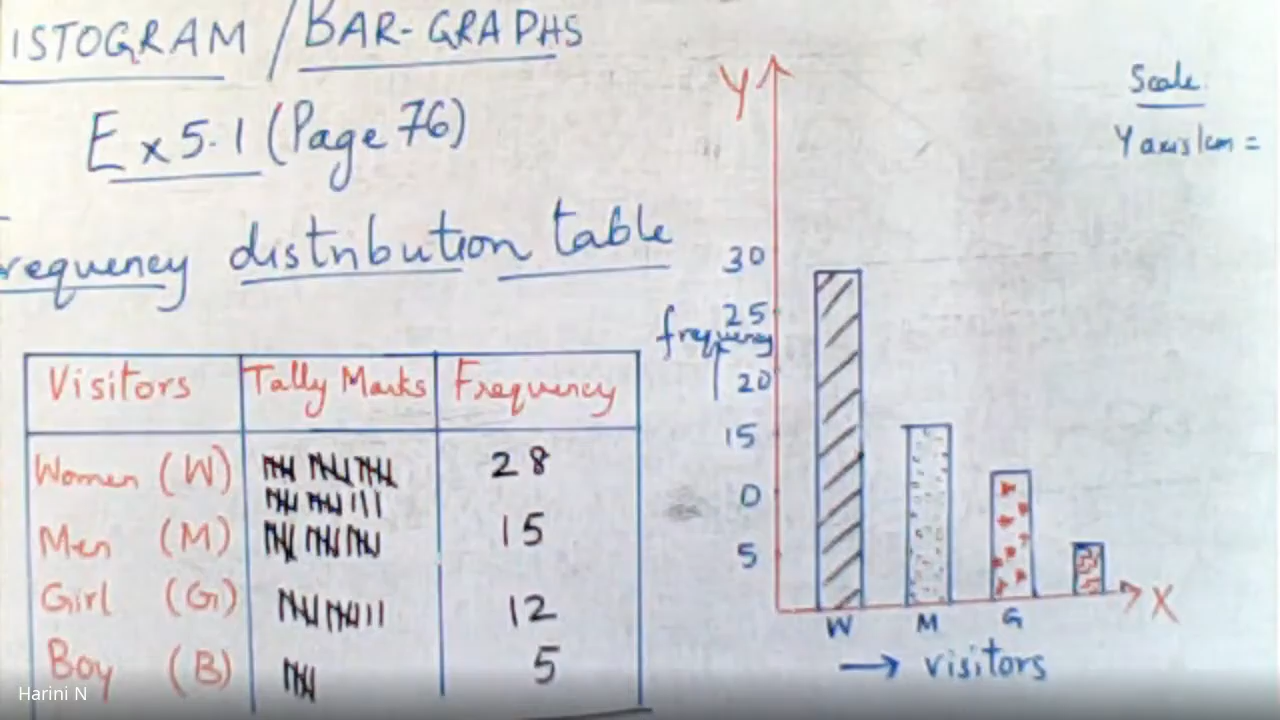 ISTOGRAM / BAR-GRAPHS
Ex 5.1 (Page 76)
requency distribution table
Visitors Tally Marks Frequency
Women (W) 28
Men (M) 15
Girl (G) 12
Boy (B) 5
Y
Scale
Y axis 1cm =
30
25
frequency
20
15
0
5
X
W M G
→ visitors
Harini N